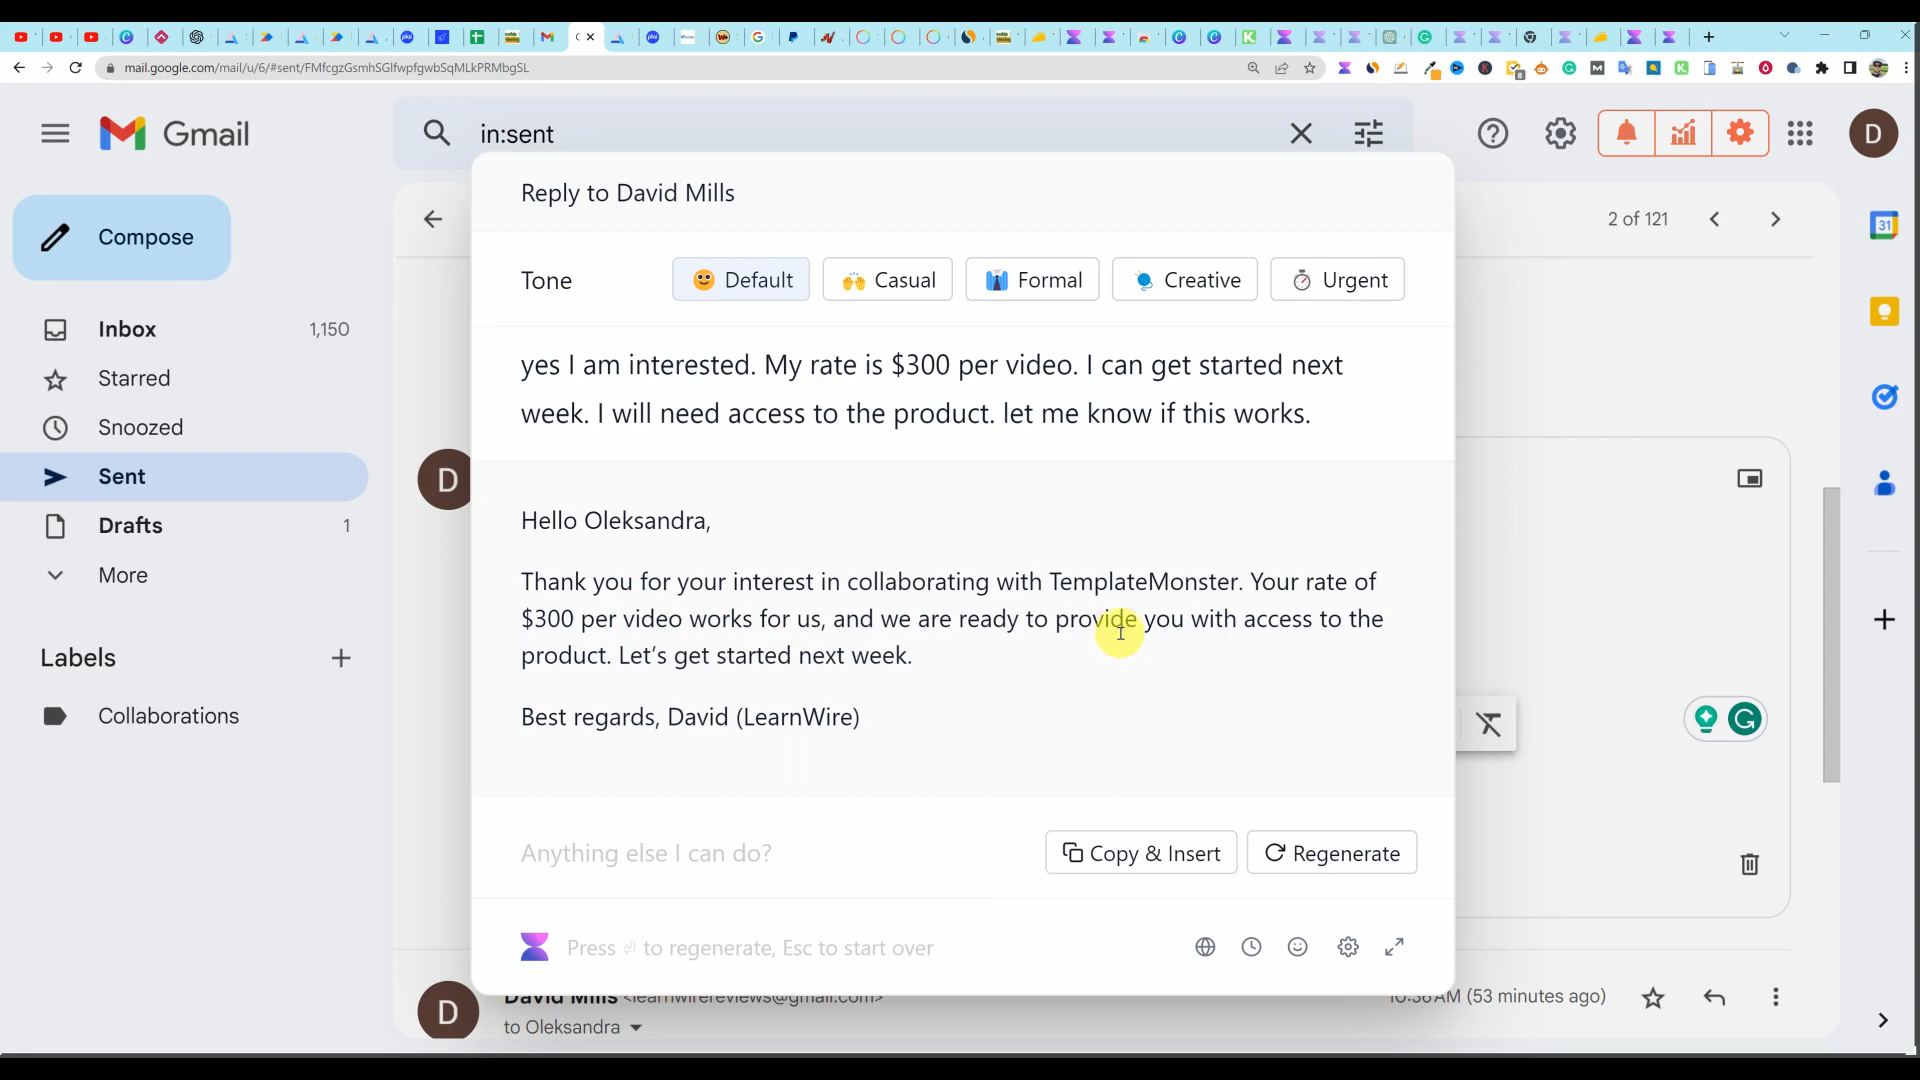 mail.google.com/mail/u/6/#sent/FMfcgzGsmhSGlfwpfgwbSqMLkPRMbgSL
Gmail
in:sent
D
Compose
Reply to David Mills
2 of 121
Tone
Default
Casual
Formal
Creative
Urgent
Inbox
1,150
Starred
Snoozed
Sent
Drafts
1
More
Labels
Collaborations
yes I am interested. My rate is $300 per video. I can get started next
week. I will need access to the product. let me know if this works.
D
Hello Oleksandra,
Thank you for your interest in collaborating with TemplateMonster. Your rate of
$300 per video works for us, and we are ready to provide you with access to the
product. Let's get started next week.
Best regards, David (LearnWire)
Anything else I can do?
Copy & Insert
Regenerate
Press ⏎ to regenerate, Esc to start over
D
David Mills <learnwirereviews@gmail.com>
10:36 AM (53 minutes ago)
to Oleksandra
31